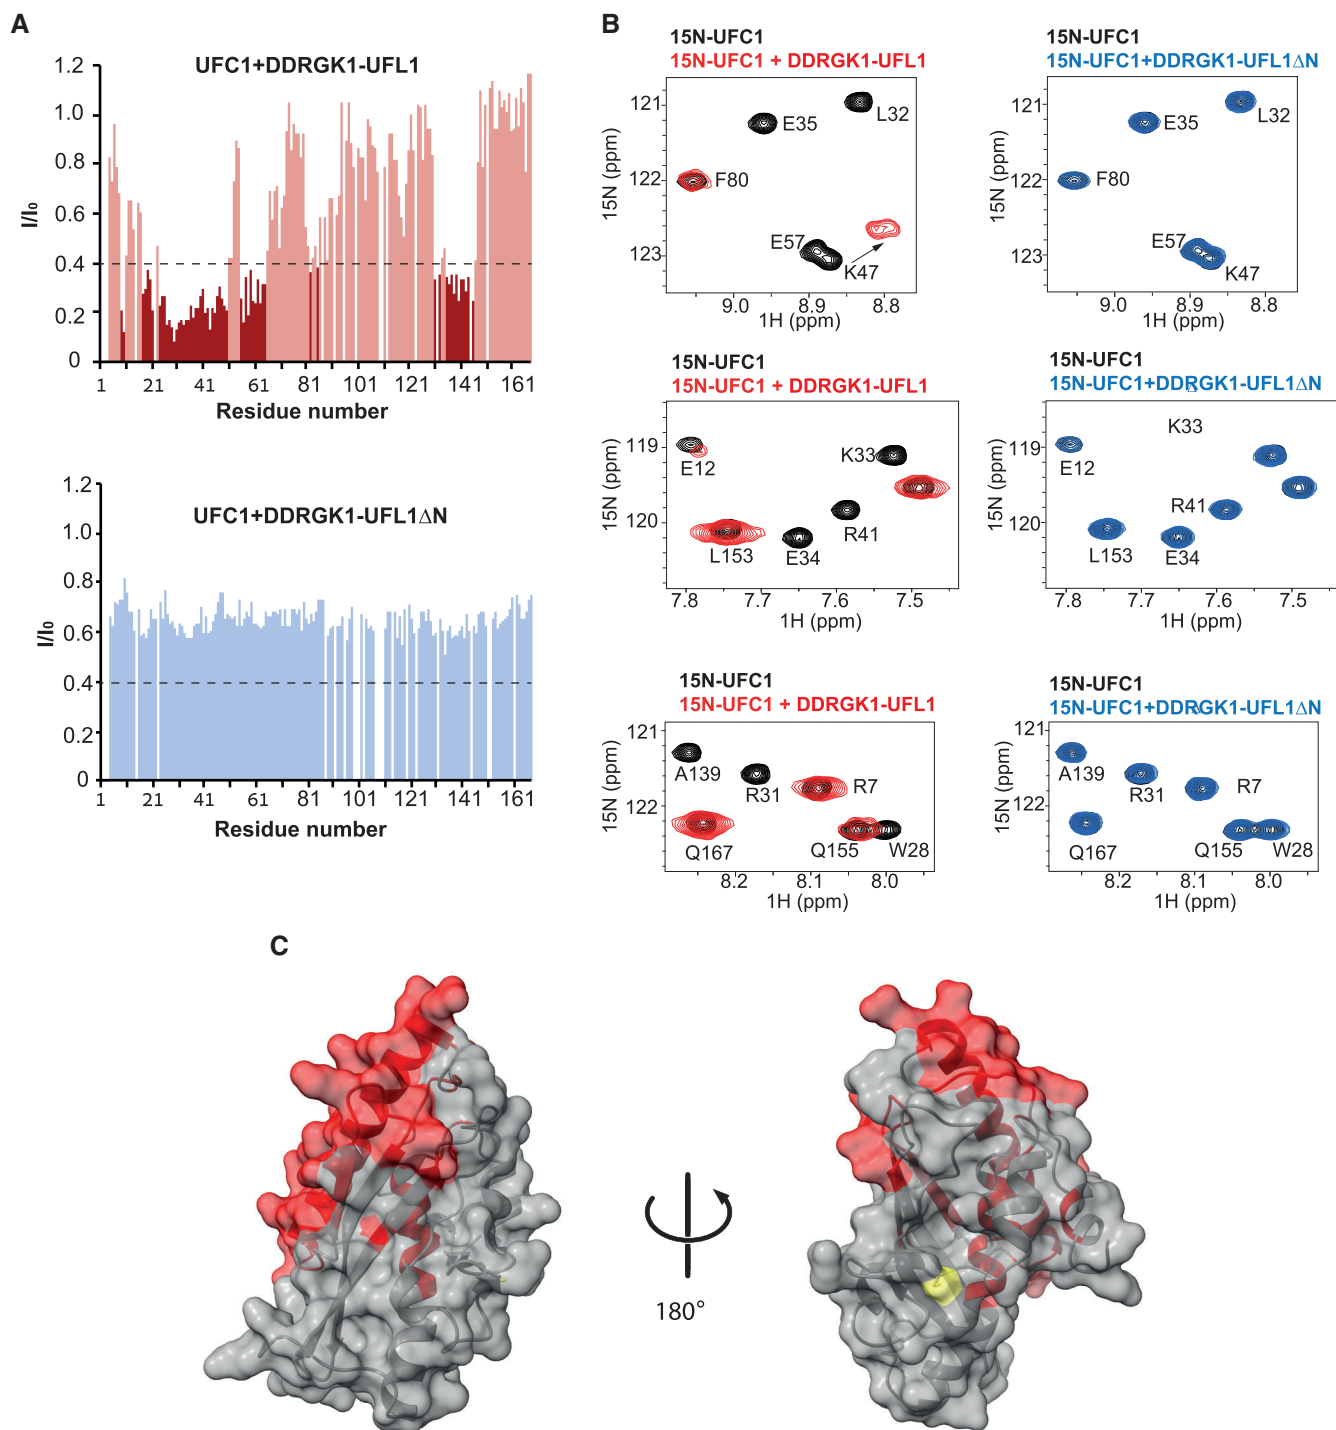 A
UFC1+DDRGK1-UFL1
I/I₀
1.2
1.0
0.8
0.6
0.4
0.2
0
1 21 41 61 81 101 121 141 161
Residue number
UFC1+DDRGK1-UFL1ΔN
I/I₀
1.2
1.0
0.8
0.6
0.4
0.2
0
1 21 41 61 81 101 121 141 161
Residue number
B
15N-UFC1
15N-UFC1 + DDRGK1-UFL1
15N (ppm)
121
122
123
E35
L32
F80
E57
K47
9.0 8.9 8.8
1H (ppm)
15N-UFC1
15N-UFC1+DDRGK1-UFL1ΔN
15N (ppm)
121
122
123
E35
L32
F80
E57
K47
9.0 8.9 8.8
1H (ppm)
15N-UFC1
15N-UFC1 + DDRGK1-UFL1
15N (ppm)
119
120
E12
K33
R41
L153
E34
7.8 7.7 7.6 7.5
1H (ppm)
15N-UFC1
15N-UFC1+DDRGK1-UFL1ΔN
15N (ppm)
119
120
K33
E12
R41
L153
E34
7.8 7.7 7.6 7.5
1H (ppm)
15N-UFC1
15N-UFC1 + DDRGK1-UFL1
15N (ppm)
121
122
A139
R31
R7
Q167
Q155
W28
8.2 8.1 8.0
1H (ppm)
15N-UFC1
15N-UFC1+DDRGK1-UFL1ΔN
15N (ppm)
121
122
A139
R31
R7
Q167
Q155
W28
8.2 8.1 8.0
1H (ppm)
C
180°